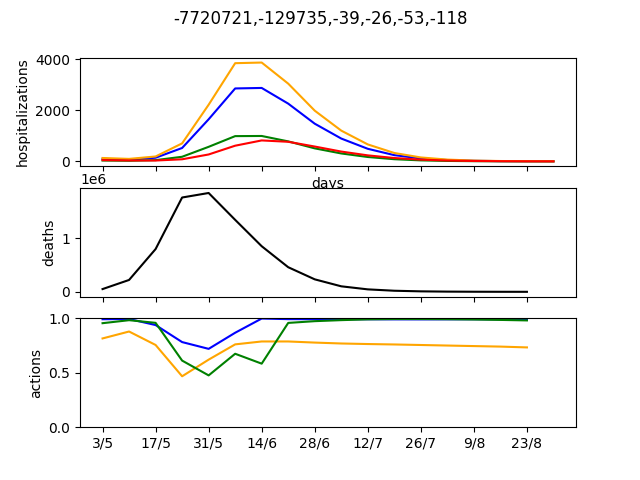 -7720721,-129735,-39,-26,-53,-118
4000
2000
0
hospitalizations
days
1e6
1
0
deaths
1.0
0.5
0.0
actions
3/5 17/5 31/5 14/6 28/6 12/7 26/7 9/8 23/8